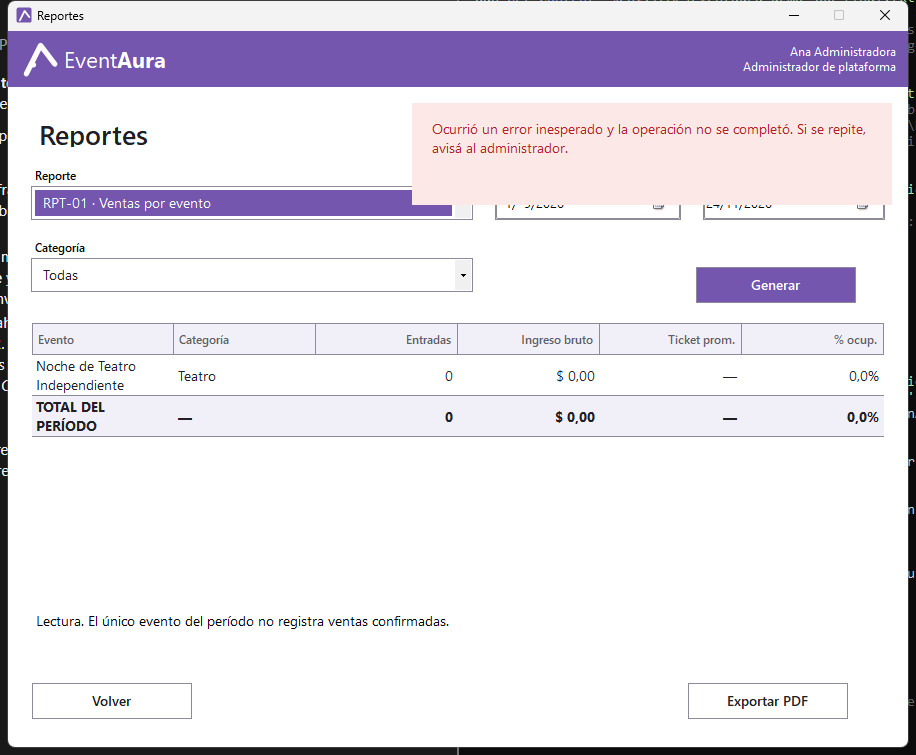 Reportes
EventAura
Ana Administradora
Administrador de plataforma
Reportes
Ocurrió un error inesperado y la operación no se completó. Si se repite,
avisá al administrador.
Reporte
RPT-01 · Ventas por evento
24/11/2026
Categoría
Todas
Generar
Evento Categoría Entradas Ingreso bruto Ticket prom. % ocup.
Noche de Teatro
Independiente
Teatro 0 $ 0,00 — 0,0%
TOTAL DEL
PERÍODO
— 0 $ 0,00 — 0,0%
Lectura. El único evento del período no registra ventas confirmadas.
Volver
Exportar PDF